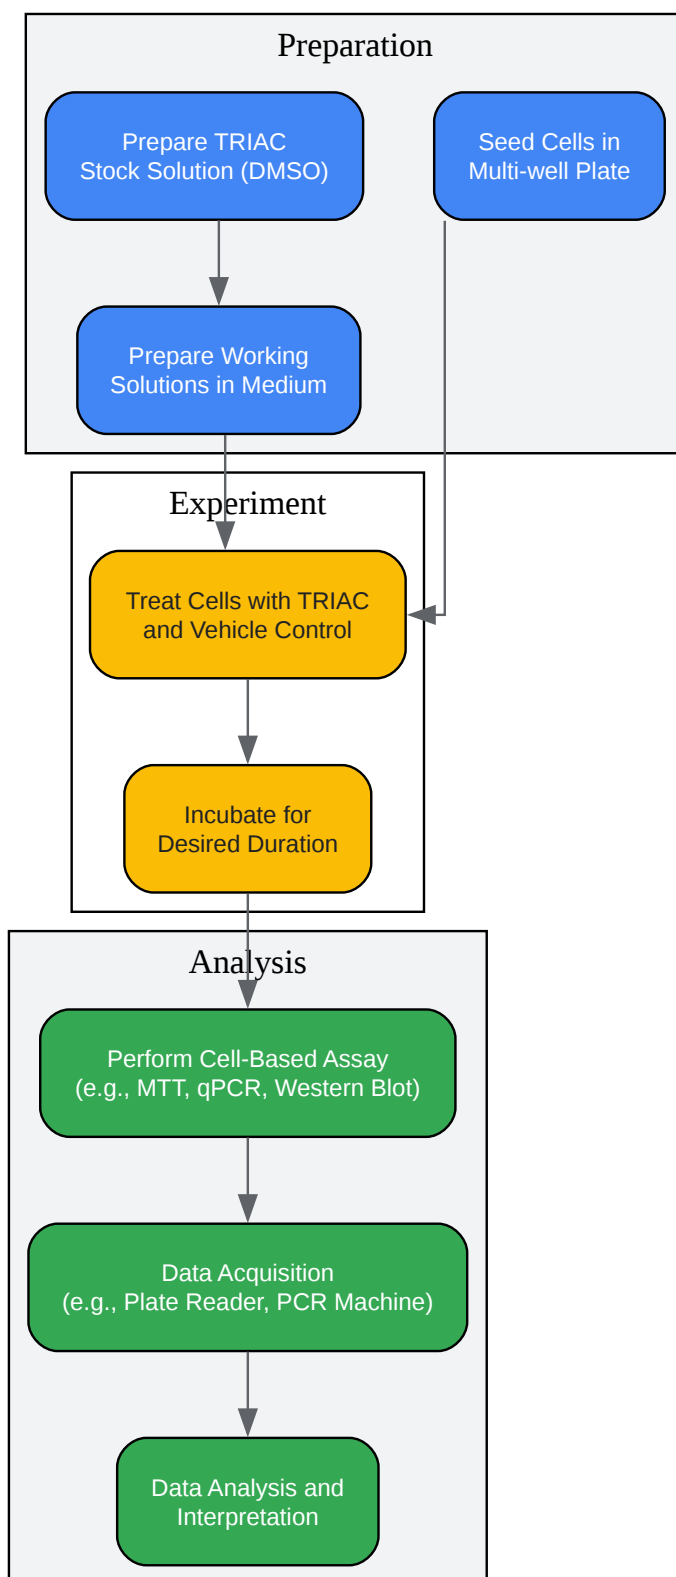 Preparation
Prepare TRIAC
Stock Solution (DMSO)
Seed Cells in
Multi-well Plate
Prepare Working
Solutions in Medium
Experiment
Treat Cells with TRIAC
and Vehicle Control
Incubate for
Desired Duration
Analysis
Perform Cell-Based Assay
(e.g., MTT, qPCR, Western Blot)
Data Acquisition
(e.g., Plate Reader, PCR Machine)
Data Analysis and
Interpretation